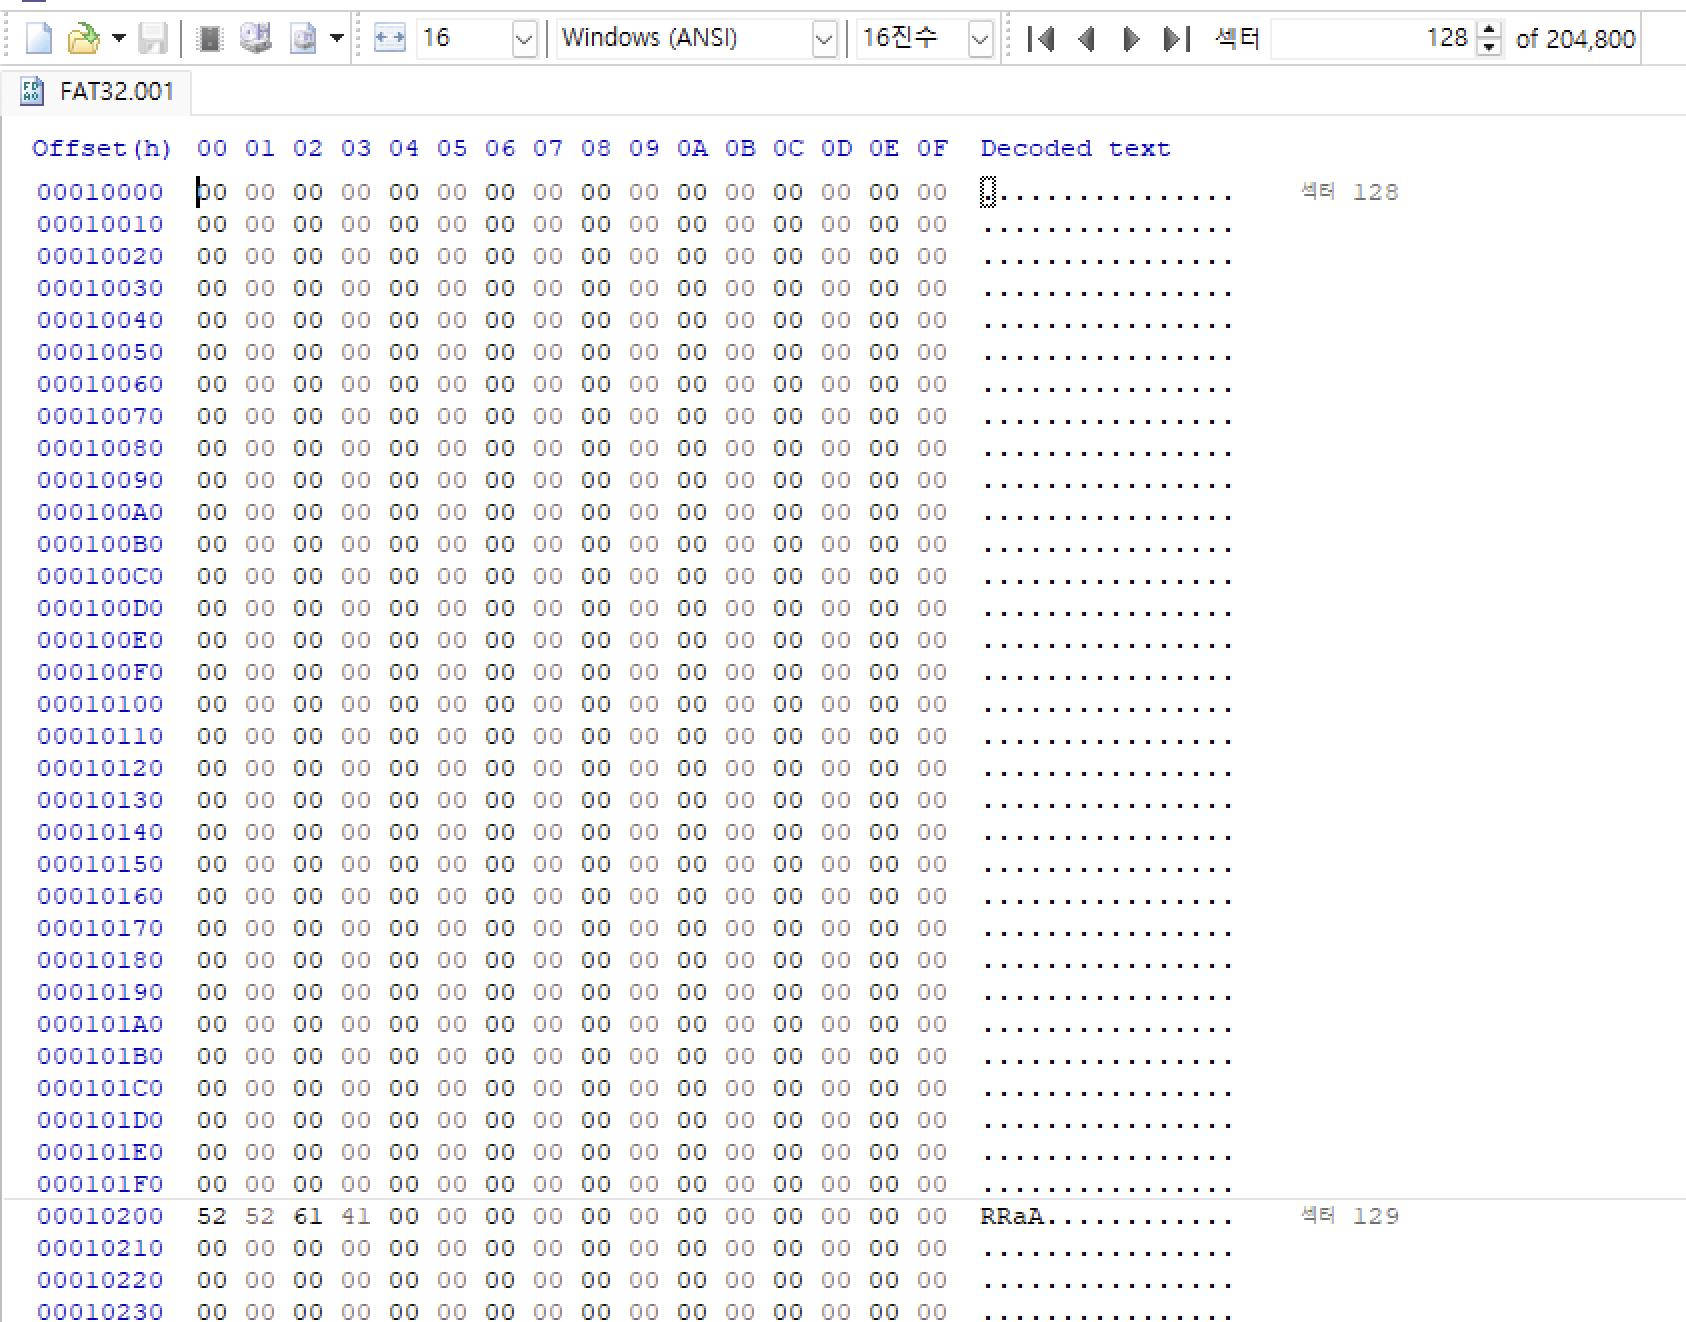 16 Windows (ANSI) 16진수 섹터 128 of 204,800
FAT32.001
Offset(h) 00 01 02 03 04 05 06 07 08 09 0A 0B 0C 0D 0E 0F Decoded text
00010000 00 00 00 00 00 00 00 00 00 00 00 00 00 00 00 00 ................ 섹터 128
00010010 00 00 00 00 00 00 00 00 00 00 00 00 00 00 00 00 ................
00010020 00 00 00 00 00 00 00 00 00 00 00 00 00 00 00 00 ................
00010030 00 00 00 00 00 00 00 00 00 00 00 00 00 00 00 00 ................
00010040 00 00 00 00 00 00 00 00 00 00 00 00 00 00 00 00 ................
00010050 00 00 00 00 00 00 00 00 00 00 00 00 00 00 00 00 ................
00010060 00 00 00 00 00 00 00 00 00 00 00 00 00 00 00 00 ................
00010070 00 00 00 00 00 00 00 00 00 00 00 00 00 00 00 00 ................
00010080 00 00 00 00 00 00 00 00 00 00 00 00 00 00 00 00 ................
00010090 00 00 00 00 00 00 00 00 00 00 00 00 00 00 00 00 ................
000100A0 00 00 00 00 00 00 00 00 00 00 00 00 00 00 00 00 ................
000100B0 00 00 00 00 00 00 00 00 00 00 00 00 00 00 00 00 ................
000100C0 00 00 00 00 00 00 00 00 00 00 00 00 00 00 00 00 ................
000100D0 00 00 00 00 00 00 00 00 00 00 00 00 00 00 00 00 ................
000100E0 00 00 00 00 00 00 00 00 00 00 00 00 00 00 00 00 ................
000100F0 00 00 00 00 00 00 00 00 00 00 00 00 00 00 00 00 ................
00010100 00 00 00 00 00 00 00 00 00 00 00 00 00 00 00 00 ................
00010110 00 00 00 00 00 00 00 00 00 00 00 00 00 00 00 00 ................
00010120 00 00 00 00 00 00 00 00 00 00 00 00 00 00 00 00 ................
00010130 00 00 00 00 00 00 00 00 00 00 00 00 00 00 00 00 ................
00010140 00 00 00 00 00 00 00 00 00 00 00 00 00 00 00 00 ................
00010150 00 00 00 00 00 00 00 00 00 00 00 00 00 00 00 00 ................
00010160 00 00 00 00 00 00 00 00 00 00 00 00 00 00 00 00 ................
00010170 00 00 00 00 00 00 00 00 00 00 00 00 00 00 00 00 ................
00010180 00 00 00 00 00 00 00 00 00 00 00 00 00 00 00 00 ................
00010190 00 00 00 00 00 00 00 00 00 00 00 00 00 00 00 00 ................
000101A0 00 00 00 00 00 00 00 00 00 00 00 00 00 00 00 00 ................
000101B0 00 00 00 00 00 00 00 00 00 00 00 00 00 00 00 00 ................
000101C0 00 00 00 00 00 00 00 00 00 00 00 00 00 00 00 00 ................
000101D0 00 00 00 00 00 00 00 00 00 00 00 00 00 00 00 00 ................
000101E0 00 00 00 00 00 00 00 00 00 00 00 00 00 00 00 00 ................
000101F0 00 00 00 00 00 00 00 00 00 00 00 00 00 00 00 00 ................
00010200 52 52 61 41 00 00 00 00 00 00 00 00 00 00 00 00 RRaA............ 섹터 129
00010210 00 00 00 00 00 00 00 00 00 00 00 00 00 00 00 00 ................
00010220 00 00 00 00 00 00 00 00 00 00 00 00 00 00 00 00 ................
00010230 00 00 00 00 00 00 00 00 00 00 00 00 00 00 00 00 ................